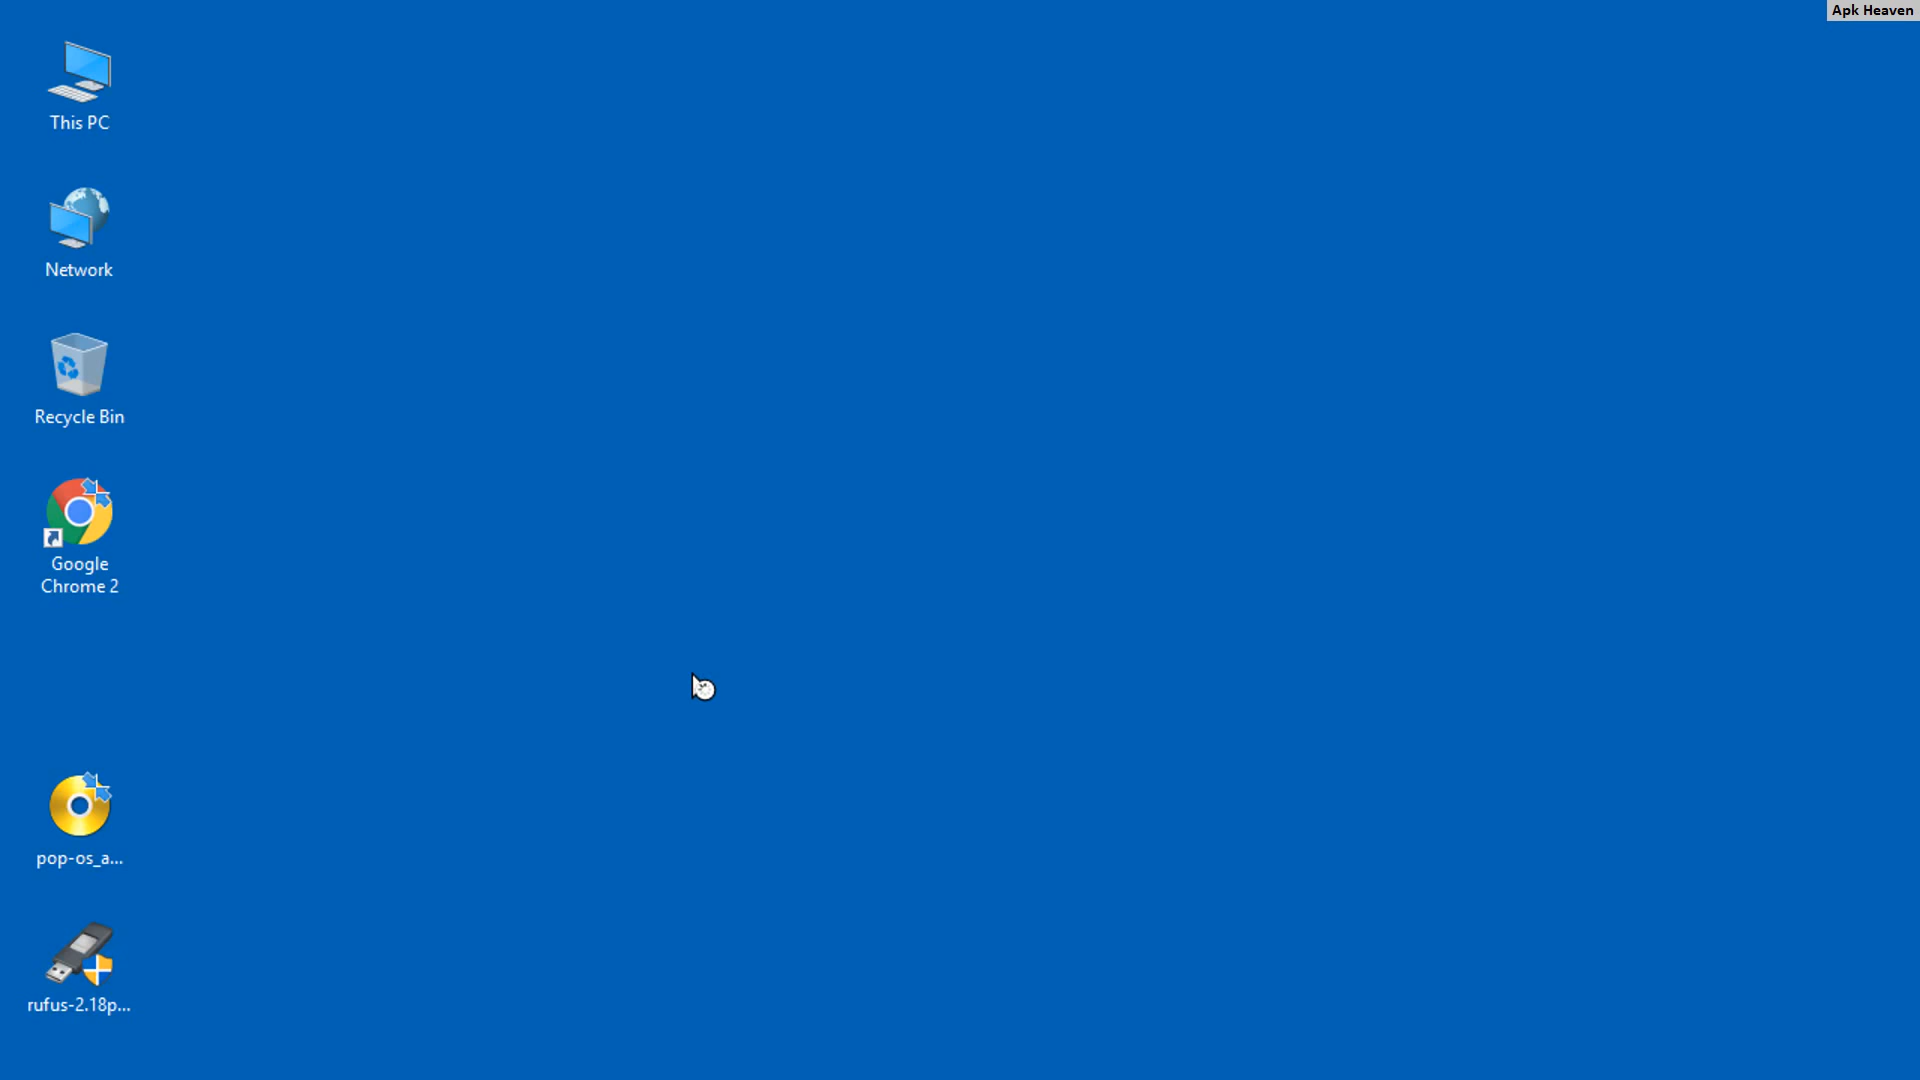 Apk Heaven
This PC
Network
Recycle Bin
Google
Chrome 2
pop-os_a...
rufus-2.18p...